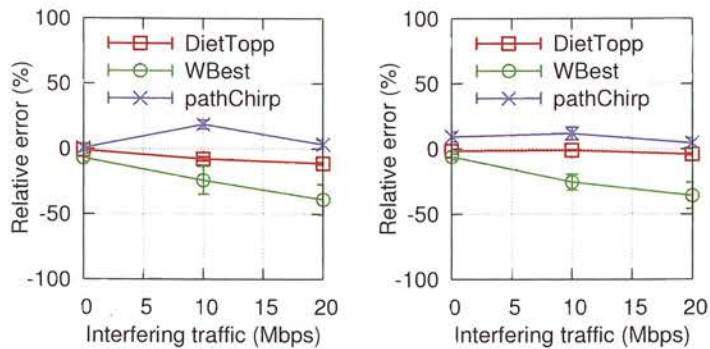 100
50
0
-50
-100
Relative error (%)
DietTopp
WBest
pathChirp
0 5 10 15 20
Interfering traffic (Mbps)
100
50
0
-50
-100
Relative error (%)
DietTopp
WBest
pathChirp
0 5 10 15 20
Interfering traffic (Mbps)